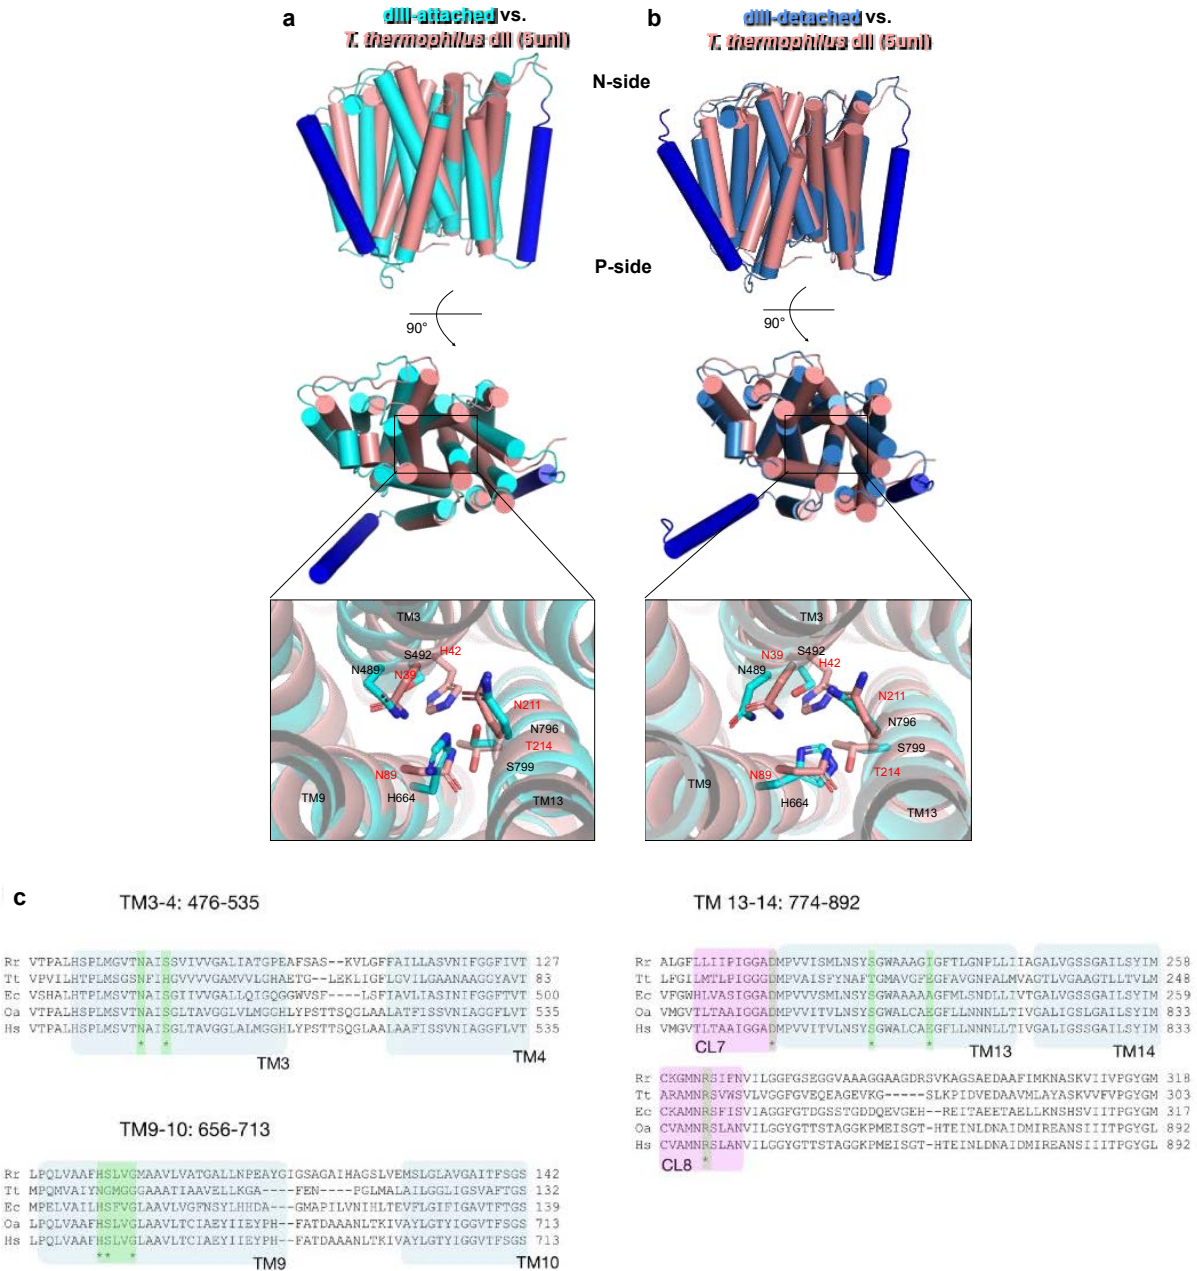 a
dIII-attached vs.
T. thermophilus dII (5uni)
b
dIII-detached vs.
T. thermophilus dII (5uni)
N-side
P-side
90°
90°
TM3
S492
H42
N489
N39
N211
N796
T214
S799
N89
H664
TM9
TM13
TM3
S492
N39
H42
N489
N211
N796
S799
T214
N89
H664
TM9
TM13
c
TM3-4: 476-535
Rr VTPALHSPLMGVTNAISSVIVVGALIATGPEAFSAS--KVLGFFAILLASVNIFGGFIVT 127
Tt VPVILHTPLMSGSNFIHGVVVVGAMVVLGHAETG--LEKLIGFLGVILGAANAAGGYAVT 83
Ec VSHALHTPLMSVTNAISGIIVVGALLQIGQGGWVSF----LSFIAVLIASINIFGGFTVT 500
Oa VTPALHSPLMSVTNAISGLTAVGGLVLMGGHLYPSTTSQGLAALATFISSVNIAGGFLVT 535
Hs VTPALHSPLMSVTNAISGLTAVGGLALMGGHLYPSTTSQGLAALAAFISSVNIAGGFLVT 535
TM3
TM4
TM 13-14: 774-892
Rr ALGFLLIIPIGGADMPVVISMLNSYSGWAAAGIGFTLGNPLLIIAGALVGSSGAILSYIM 258
Tt LFGILMTLPIGGGDMPVAISFYNAFTGMAVGFEGFAVGNPALMVAGTLVGAAGTLLTVLM 248
Ec VFGWHLVASIGGADMPVVVSMLNSYSGWAAAAAGFMLSNDLLIVTGALVGSSGAILSYIM 259
Oa VMGVTLTAAIGGADMPVVITVLNSYSGWALCAEGFLLNNNLLTIVGALIGSSGAILSYIM 833
Hs VMGVTLTAAIGGADMPVVITVLNSYSGWALCAEGFLLNNNLLTIVGALIGSSGAILSYIM 833
CL7
TM13
TM14
Rr CKGMNRSIFNVILGGFGSEGGVAAAGGAAGDRSVKAGSAEDAAFIMKNASKVIIVPGYGM 318
Tt ARAMNRSVWSVLVGGFGVEQEAGEVKG-----SLKPIDVEDAAVMLAYASKVVFVPGYGM 303
Ec CKAMNRSFISVIAGGFGTDGSSTGDDQEVGEH--REITAEETAELLKNSHSVIITPGYGM 317
Oa CVAMNRSLANVILGGYGTTSTAGGKPMEISGT-HTEINLDNAIDMIREANSIIITPGYGL 892
Hs CVAMNRSLANVILGGYGTTSTAGGKPMEISGT-HTEINLDNAIDMIREANSIIITPGYGL 892
CL8
TM9-10: 656-713
Rr LPQLVAAFHSLVGMAAVLVATGALLNPEAYGIGSAGAIHAGSLVEMSLGLAVGAITFSGS 142
Tt MPQMVAIYNGMGGGAAATIAAVELLKGA----FEN----PGLMALAILGGLIGSVAFTGS 132
Ec MPELVAILHSFVGLAAVLVGFNSYLHHDA---GMAPILVNIHLTEVFLGIFIGAVTFTGS 139
Oa LPQLVAAFHSLVGLAAVLTCIAEYIIEYPH--FATDAAANLTKIVAYLGTYIGGVTFSGS 713
Hs LPQLVAAFHSLVGLAAVLTCIAEYIIEYPH--FATDAAANLTKIVAYLGTYIGGVTFSGS 713
TM9
TM10